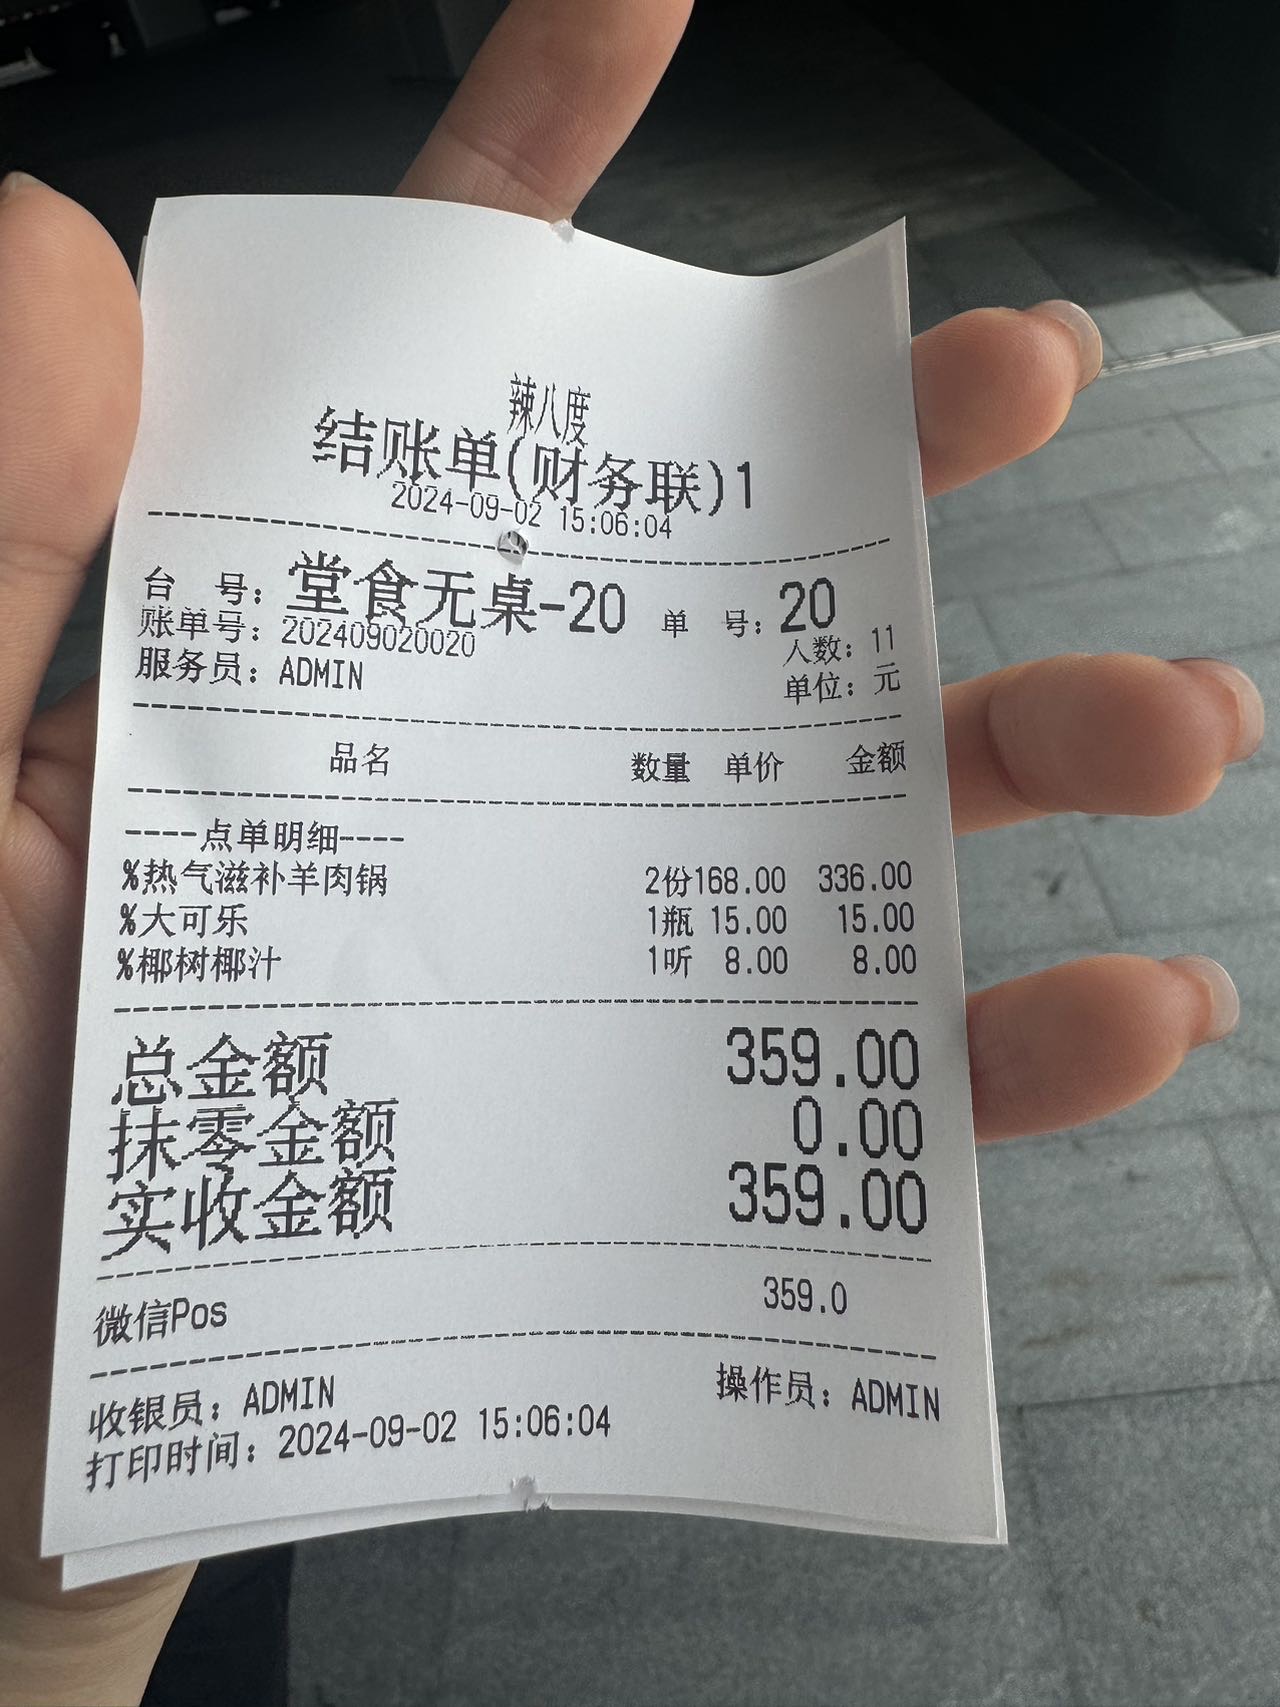 辣八度
结账单(财务联)1
2024-09-02 15:06:04
台 号: 堂食无桌-20 单 号: 20
账单号: 202409020020 人数: 11
服务员: ADMIN 单位: 元
品名 数量 单价 金额
----点单明细----
%热气滋补羊肉锅 2份168.00 336.00
%大可乐 1瓶 15.00 15.00
%椰树椰汁 1听 8.00 8.00
总金额 359.00
抹零金额 0.00
实收金额 359.00
微信Pos 359.0
收银员: ADMIN 操作员: ADMIN
打印时间: 2024-09-02 15:06:04